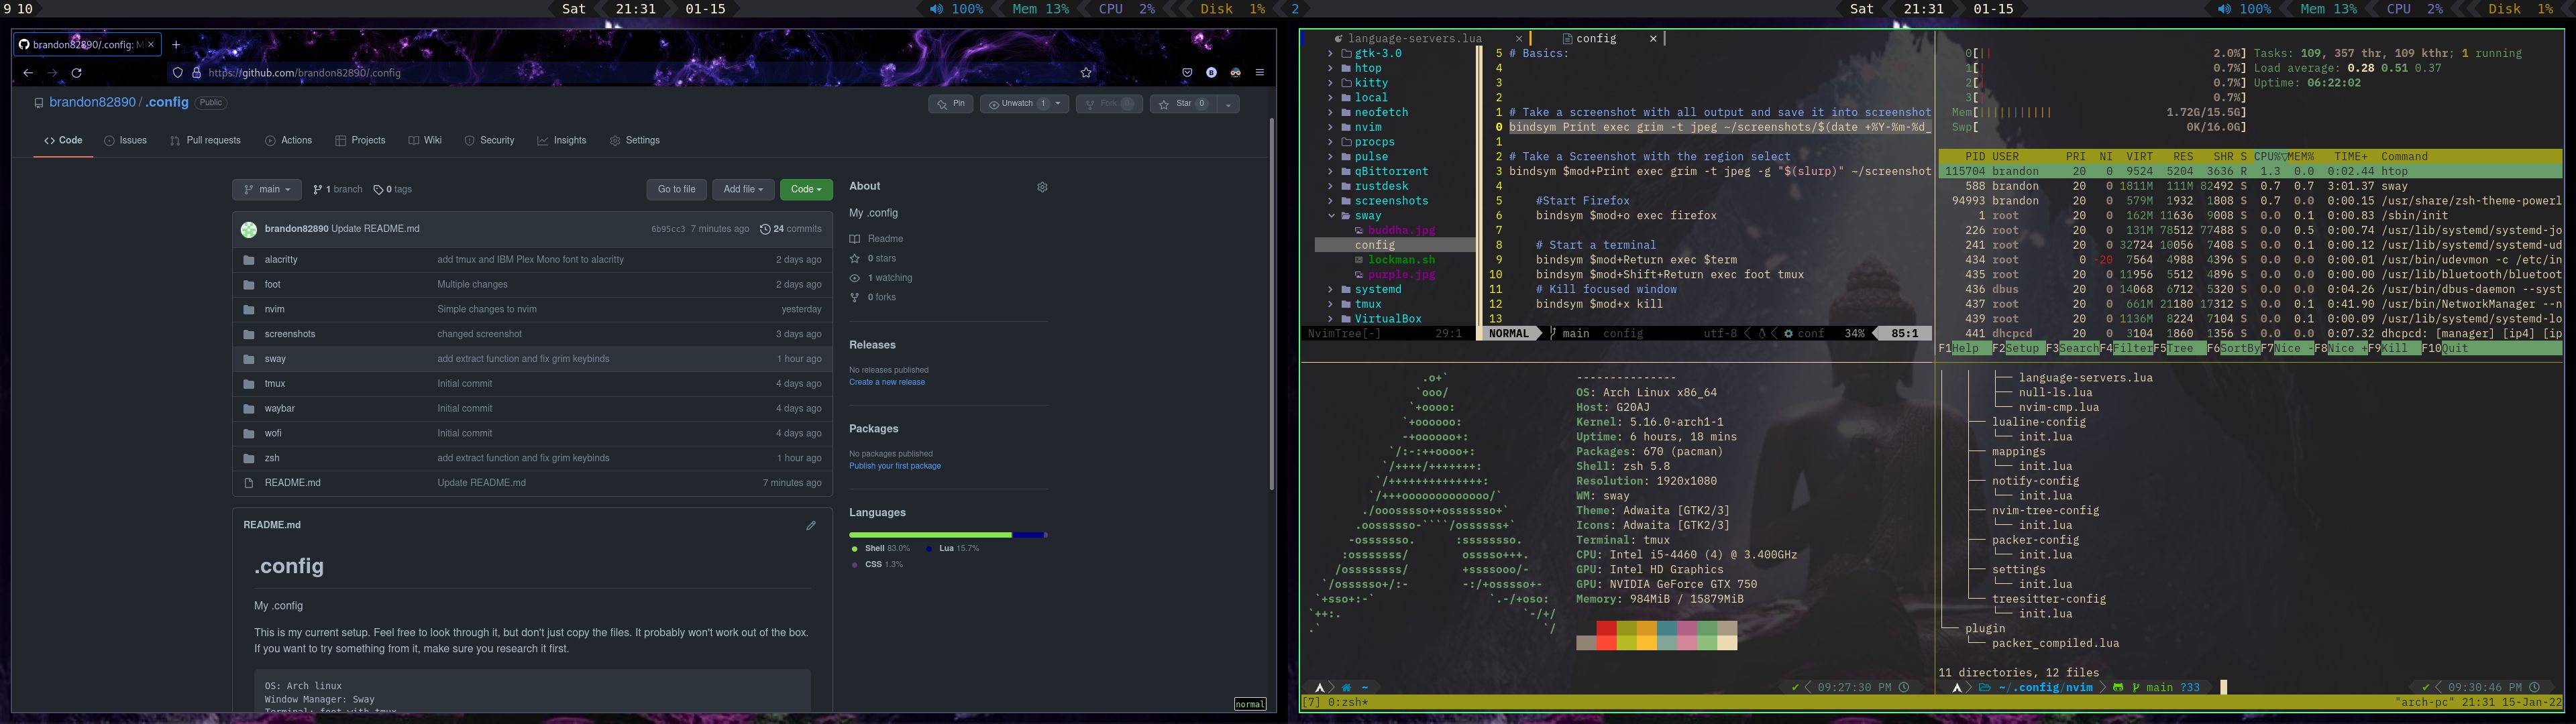 9 10
Sat 21:31 01-15
100% Mem 13% CPU 2% Disk 1%
2
Sat 21:31 01-15
100% Mem 13% CPU 2% Disk 1%
brandon82890/.config: M
https://github.com/brandon82890/.config
brandon82890 / .config Public
Pin Unwatch 1 Fork 0 Star 0
Code Issues Pull requests Actions Projects Wiki Security Insights Settings
main 1 branch 0 tags Go to file Add file Code
brandon82890 Update README.md 6b95cc3 7 minutes ago 24 commits
alacritty add tmux and IBM Plex Mono font to alacritty 2 days ago
foot Multiple changes 2 days ago
nvim Simple changes to nvim yesterday
screenshots changed screenshot 3 days ago
sway add extract function and fix grim keybinds 1 hour ago
tmux Initial commit 4 days ago
waybar Initial commit 4 days ago
wofi Initial commit 4 days ago
zsh add extract function and fix grim keybinds 1 hour ago
README.md Update README.md 7 minutes ago
README.md
.config
My .config
This is my current setup. Feel free to look through it, but don't just copy the files. It probably won't work out of the box.
If you want to try something from it, make sure you research it first.
OS: Arch linux
Window Manager: Sway
Terminal: foot with tmux
About
My .config
Readme
0 stars
1 watching
0 forks
Releases
No releases published
Create a new release
Packages
No packages published
Publish your first package
Languages
Shell 83.0% Lua 15.7%
CSS 1.3%
normal
language-servers.lua config
gtk-3.0
htop
kitty
local
neofetch
nvim
procps
pulse
qBittorrent
rustdesk
screenshots
sway
buddha.jpg
config
lockman.sh
purple.jpg
systemd
tmux
VirtualBox
NvimTree[-] 29:1
5 # Basics:
4
3
2
1 # Take a screenshot with all output and save it into screenshot
0 bindsym Print exec grim -t jpeg ~/screenshots/$(date +%Y-%m-%d_
1
2 # Take a Screenshot with the region select
3 bindsym $mod+Print exec grim -t jpeg -g "$(slurp)" ~/screenshot
4
5 #Start Firefox
6 bindsym $mod+o exec firefox
7
8 # Start a terminal
9 bindsym $mod+Return exec $term
10 bindsym $mod+Shift+Return exec foot tmux
11 # Kill focused window
12 bindsym $mod+x kill
13
NORMAL main config utf-8 conf 34% 85:1
0[|| 2.0%] Tasks: 109, 357 thr, 109 kthr; 1 running
1[ 0.7%] Load average: 0.28 0.51 0.37
2[ 0.7%] Uptime: 06:22:02
3[ 0.7%]
Mem[||||||||||| 1.72G/15.5G]
Swp[ 0K/16.0G]
PID USER PRI NI VIRT RES SHR S CPU%▽MEM% TIME+ Command
115704 brandon 20 0 9524 5204 3636 R 1.3 0.0 0:02.44 htop
588 brandon 20 0 1811M 111M 82492 S 0.7 0.7 3:01.37 sway
94993 brandon 20 0 579M 1932 1808 S 0.7 0.0 0:00.15 /usr/share/zsh-theme-powerl
1 root 20 0 162M 11636 9008 S 0.0 0.1 0:00.83 /sbin/init
226 root 20 0 131M 78512 77488 S 0.0 0.5 0:00.74 /usr/lib/systemd/systemd-jo
241 root 20 0 32724 10056 7408 S 0.0 0.1 0:00.12 /usr/lib/systemd/systemd-ud
434 root 0 -20 7564 4988 4396 S 0.0 0.0 0:00.01 /usr/bin/udevmon -c /etc/in
435 root 20 0 11956 5512 4896 S 0.0 0.0 0:00.00 /usr/lib/bluetooth/bluetoot
436 dbus 20 0 14068 6712 5320 S 0.0 0.0 0:04.26 /usr/bin/dbus-daemon --syst
437 root 20 0 661M 21180 17312 S 0.0 0.1 0:41.90 /usr/bin/NetworkManager --n
439 root 20 0 1136M 8224 7104 S 0.0 0.1 0:00.09 /usr/lib/systemd/systemd-lo
441 dhcpcd 20 0 3104 1860 1356 S 0.0 0.0 0:07.32 dhcpcd: [manager] [ip4] [ip
F1Help F2Setup F3SearchF4FilterF5Tree F6SortByF7Nice -F8Nice +F9Kill F10Quit
---------------
OS: Arch Linux x86_64
Host: G20AJ
Kernel: 5.16.0-arch1-1
Uptime: 6 hours, 18 mins
Packages: 670 (pacman)
Shell: zsh 5.8
Resolution: 1920x1080
WM: sway
Theme: Adwaita [GTK2/3]
Icons: Adwaita [GTK2/3]
Terminal: tmux
CPU: Intel i5-4460 (4) @ 3.400GHz
GPU: Intel HD Graphics
GPU: NVIDIA GeForce GTX 750
Memory: 984MiB / 15879MiB
~ 09:27:30 PM
language-servers.lua
null-ls.lua
nvim-cmp.lua
lualine-config
init.lua
mappings
init.lua
notify-config
init.lua
nvim-tree-config
init.lua
packer-config
init.lua
settings
init.lua
treesitter-config
init.lua
plugin
packer_compiled.lua
11 directories, 12 files
~/.config/nvim main ?33 09:30:46 PM
[7] 0:zsh* "arch-pc" 21:31 15-Jan-22